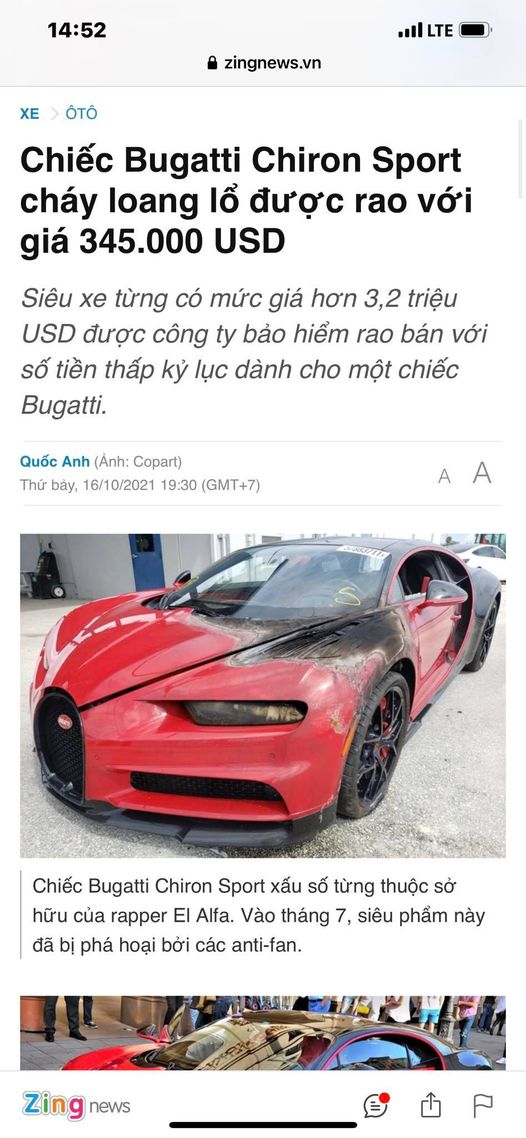 14:52
LTE
zingnews.vn
XE > ÔTÔ
Chiếc Bugatti Chiron Sport
cháy loang lổ được rao với
giá 345.000 USD
Siêu xe từng có mức giá hơn 3,2 triệu
USD được công ty bảo hiểm rao bán với
số tiền thấp kỷ lục dành cho một chiếc
Bugatti.
Quốc Anh (Ảnh: Copart)
Thứ bảy, 16/10/2021 19:30 (GMT+7)
A A
Chiếc Bugatti Chiron Sport xấu số từng thuộc sở
hữu của rapper El Alfa. Vào tháng 7, siêu phẩm này
đã bị phá hoại bởi các anti-fan.
Zing news